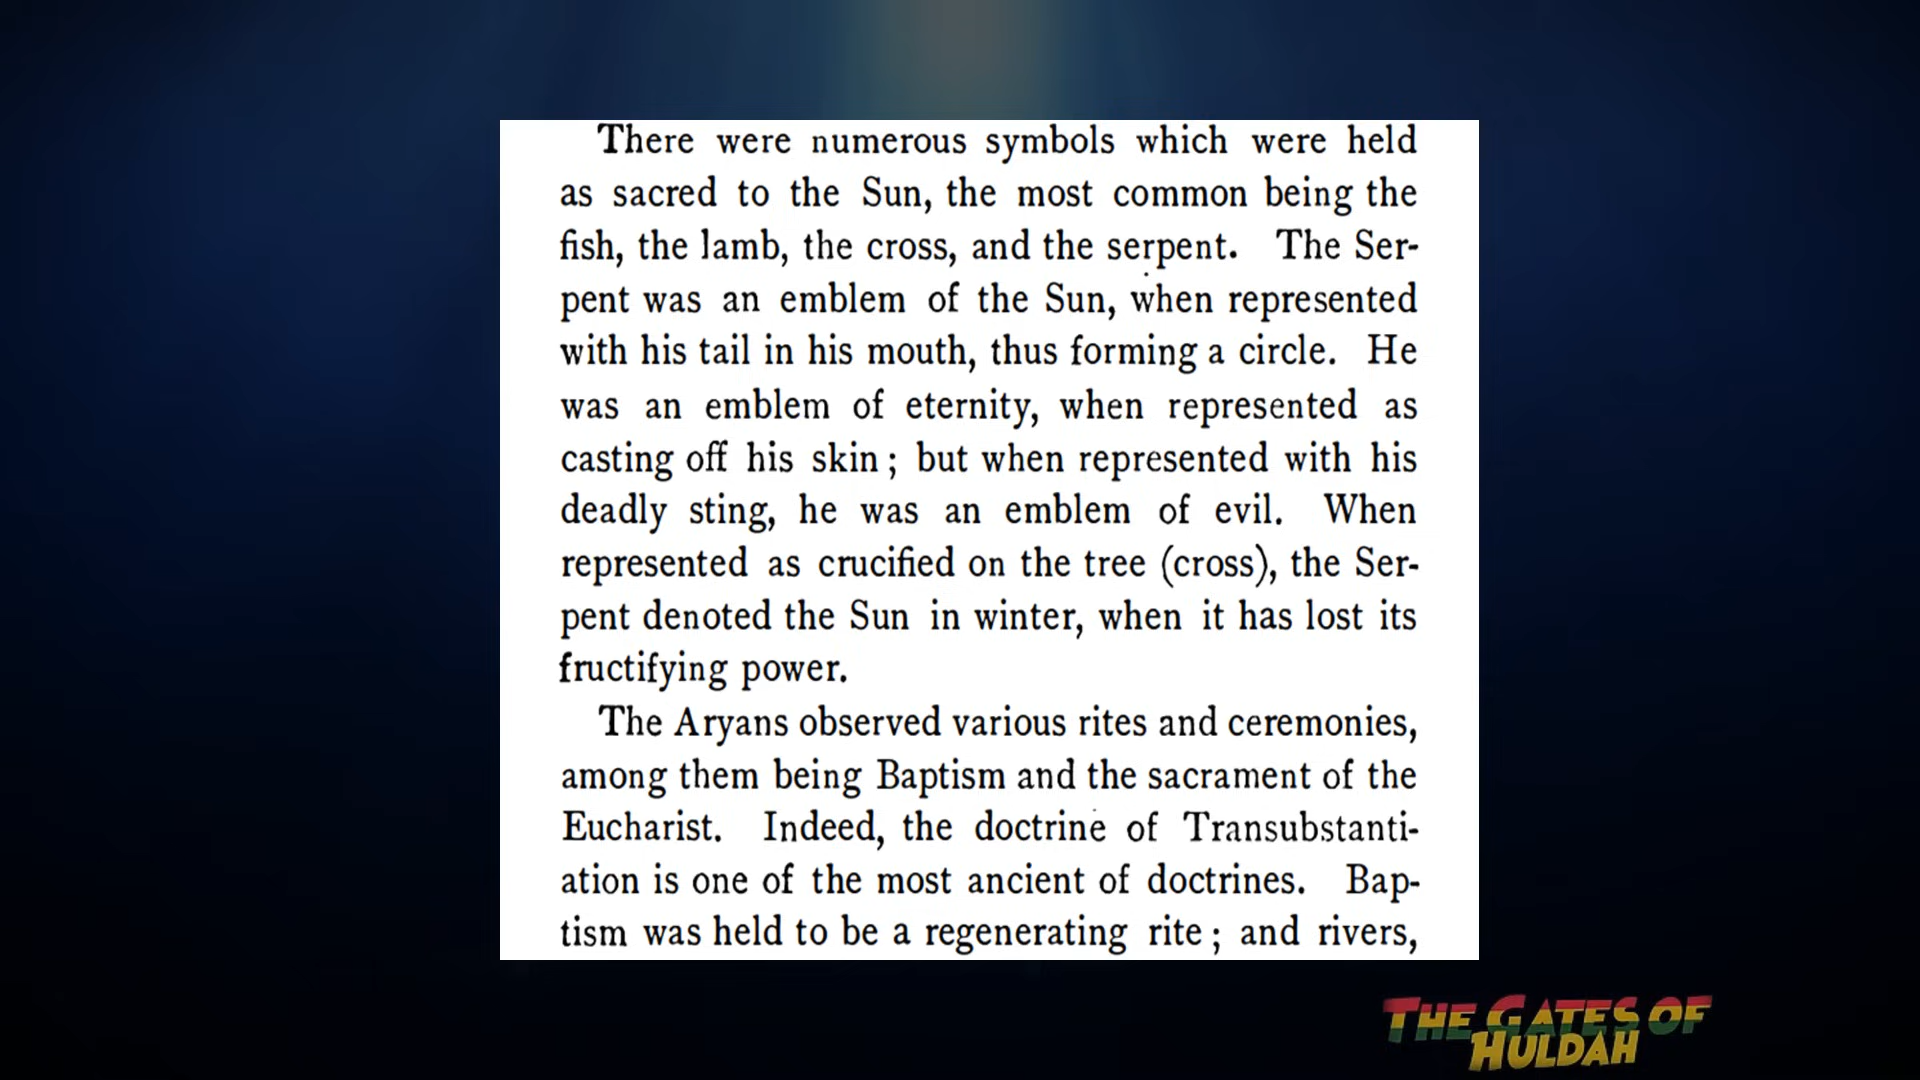 There were numerous symbols which were held
as sacred to the Sun, the most common being the
fish, the lamb, the cross, and the serpent. The Ser-
pent was an emblem of the Sun, when represented
with his tail in his mouth, thus forming a circle. He
was an emblem of eternity, when represented as
casting off his skin; but when represented with his
deadly sting, he was an emblem of evil. When
represented as crucified on the tree (cross), the Ser-
pent denoted the Sun in winter, when it has lost its
fructifying power.
The Aryans observed various rites and ceremonies,
among them being Baptism and the sacrament of the
Eucharist. Indeed, the doctrine of Transubstanti-
ation is one of the most ancient of doctrines. Bap-
tism was held to be a regenerating rite; and rivers,
THE GATES OF
HULDAH